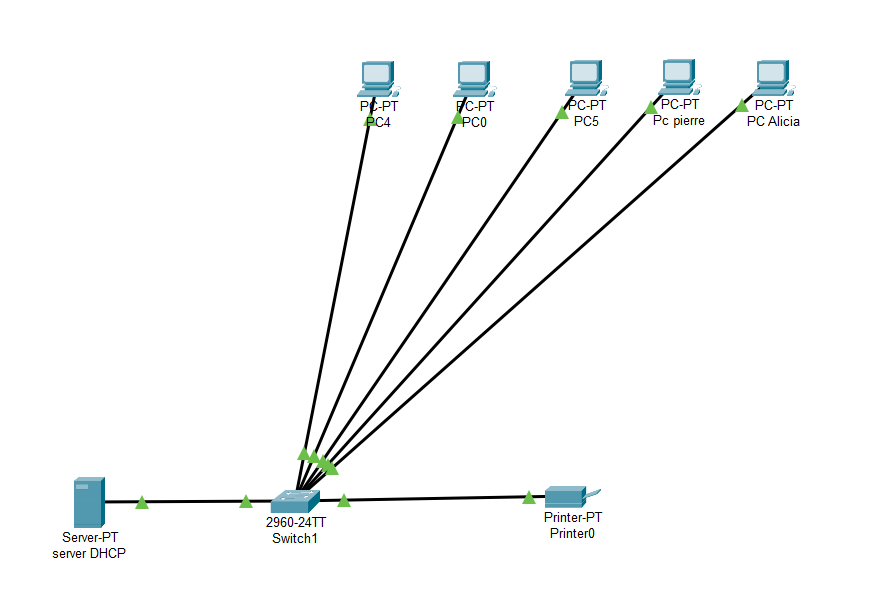 PC-PT
PC4
PC-PT
PC0
PC-PT
PC5
PC-PT
Pc pierre
PC-PT
PC Alicia
Server-PT
server DHCP
2960-24TT
Switch1
Printer-PT
Printer0